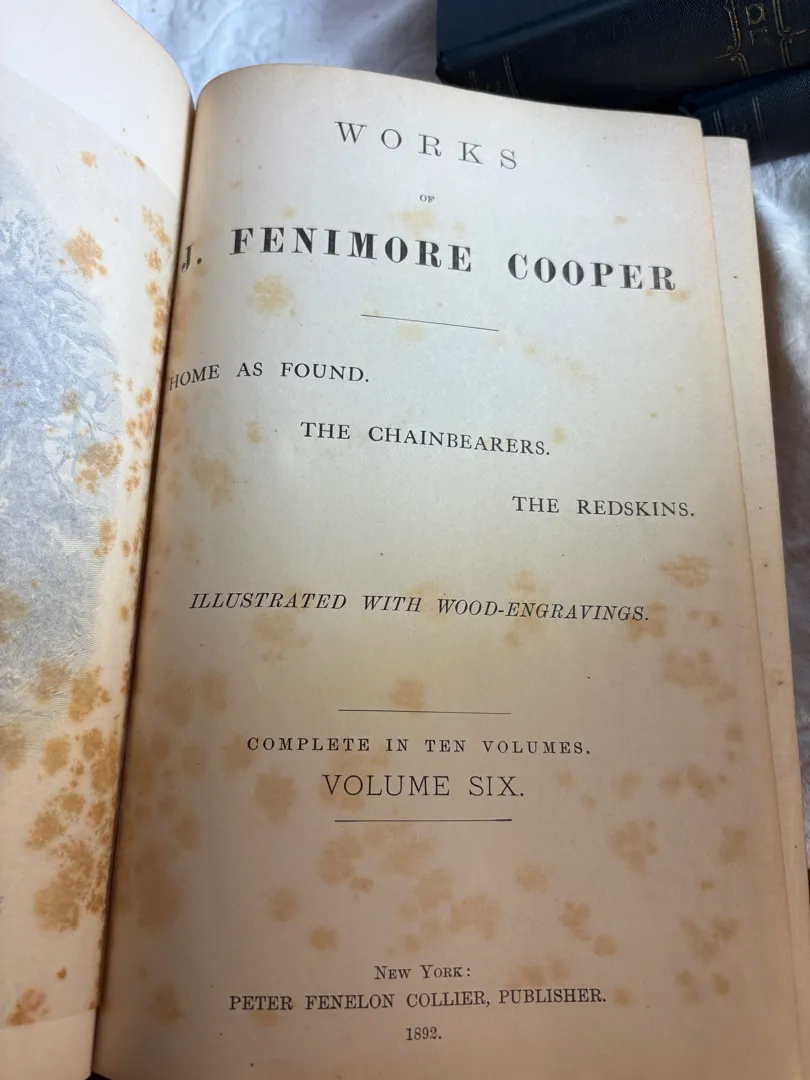 WORKS
OF
J. FENIMORE COOPER
HOME AS FOUND.
THE CHAINBEARERS.
THE REDSKINS.
ILLUSTRATED WITH WOOD-ENGRAVINGS.
COMPLETE IN TEN VOLUMES.
VOLUME SIX.
NEW YORK:
PETER FENELON COLLIER, PUBLISHER.
1892.